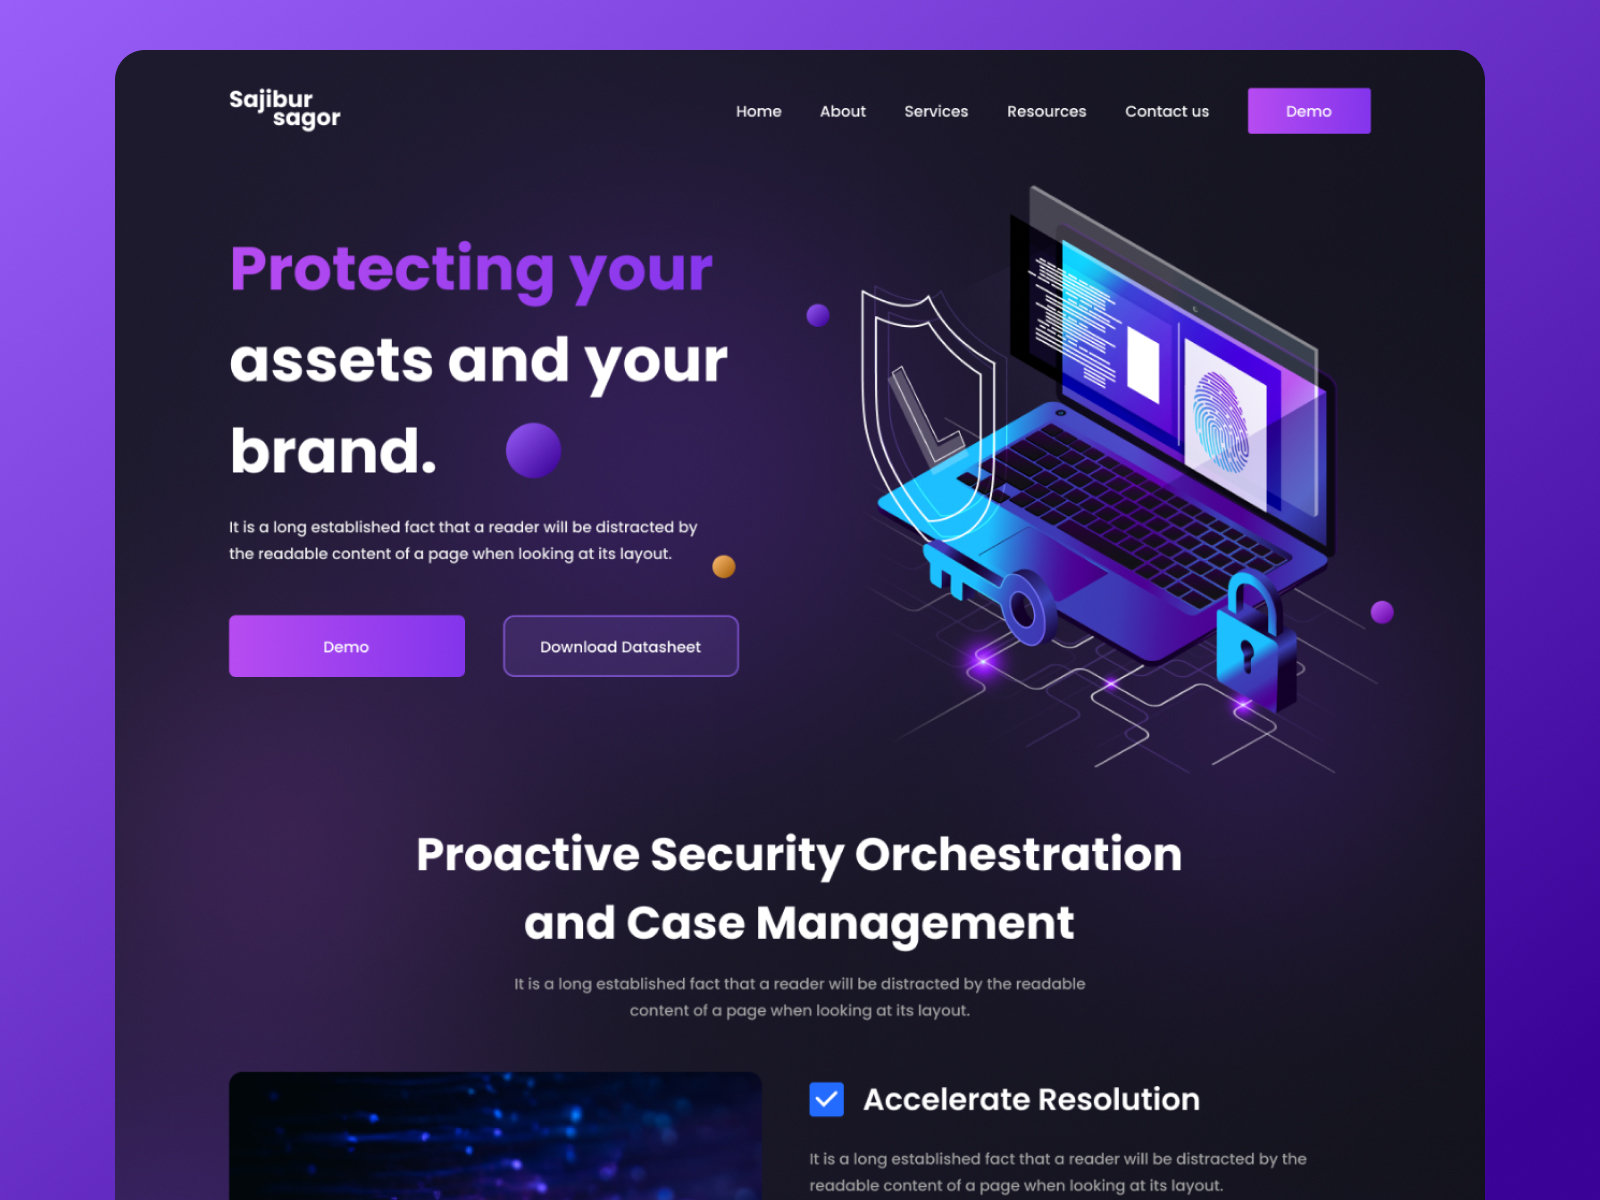 Sajibur
sagor
Home
About
Services
Resources
Contact us
Demo
Protecting your
assets and your
brand.
It is a long established fact that a reader will be distracted by
the readable content of a page when looking at its layout.
Demo
Download Datasheet
Proactive Security Orchestration
and Case Management
It is a long established fact that a reader will be distracted by the readable
content of a page when looking at its layout.
Accelerate Resolution
It is a long established fact that a reader will be distracted by the
readable content of a page when looking at its layout.